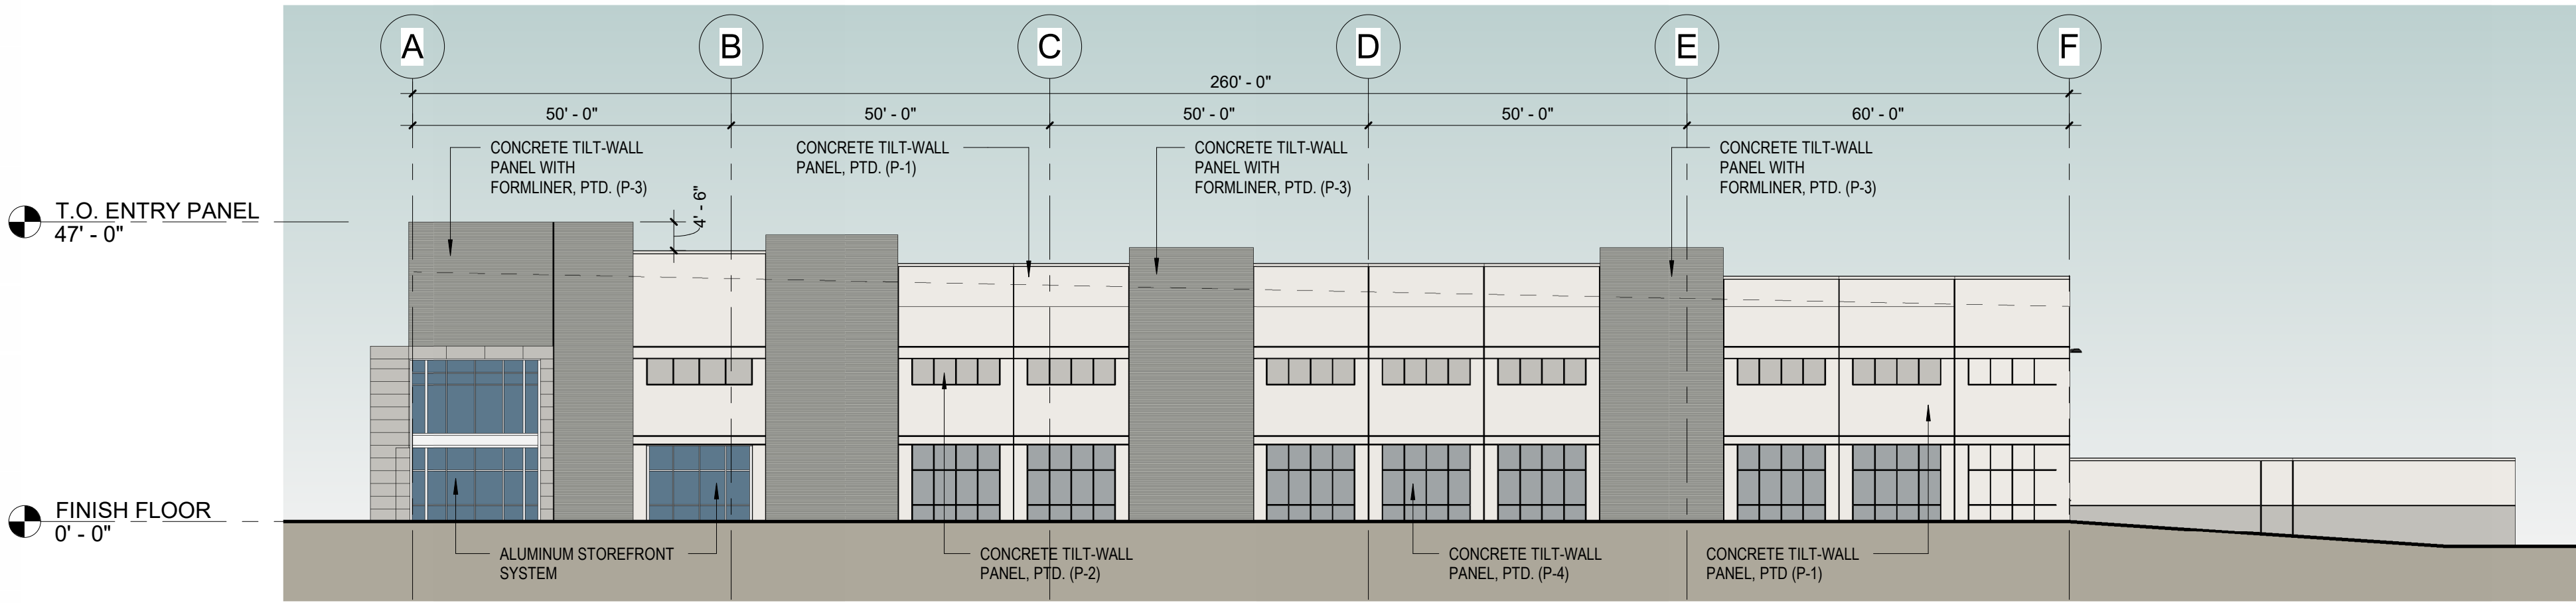 A B C D E F
260' - 0"
50' - 0" 50' - 0" 50' - 0" 50' - 0" 60' - 0"
CONCRETE TILT-WALL
PANEL WITH
FORMLINER, PTD. (P-3)
CONCRETE TILT-WALL
PANEL, PTD. (P-1)
CONCRETE TILT-WALL
PANEL WITH
FORMLINER, PTD. (P-3)
CONCRETE TILT-WALL
PANEL WITH
FORMLINER, PTD. (P-3)
4' - 6"
T.O. ENTRY PANEL
47' - 0"
FINISH FLOOR
0' - 0"
ALUMINUM STOREFRONT
SYSTEM
CONCRETE TILT-WALL
PANEL, PTD. (P-2)
CONCRETE TILT-WALL
PANEL, PTD. (P-4)
CONCRETE TILT-WALL
PANEL, PTD (P-1)